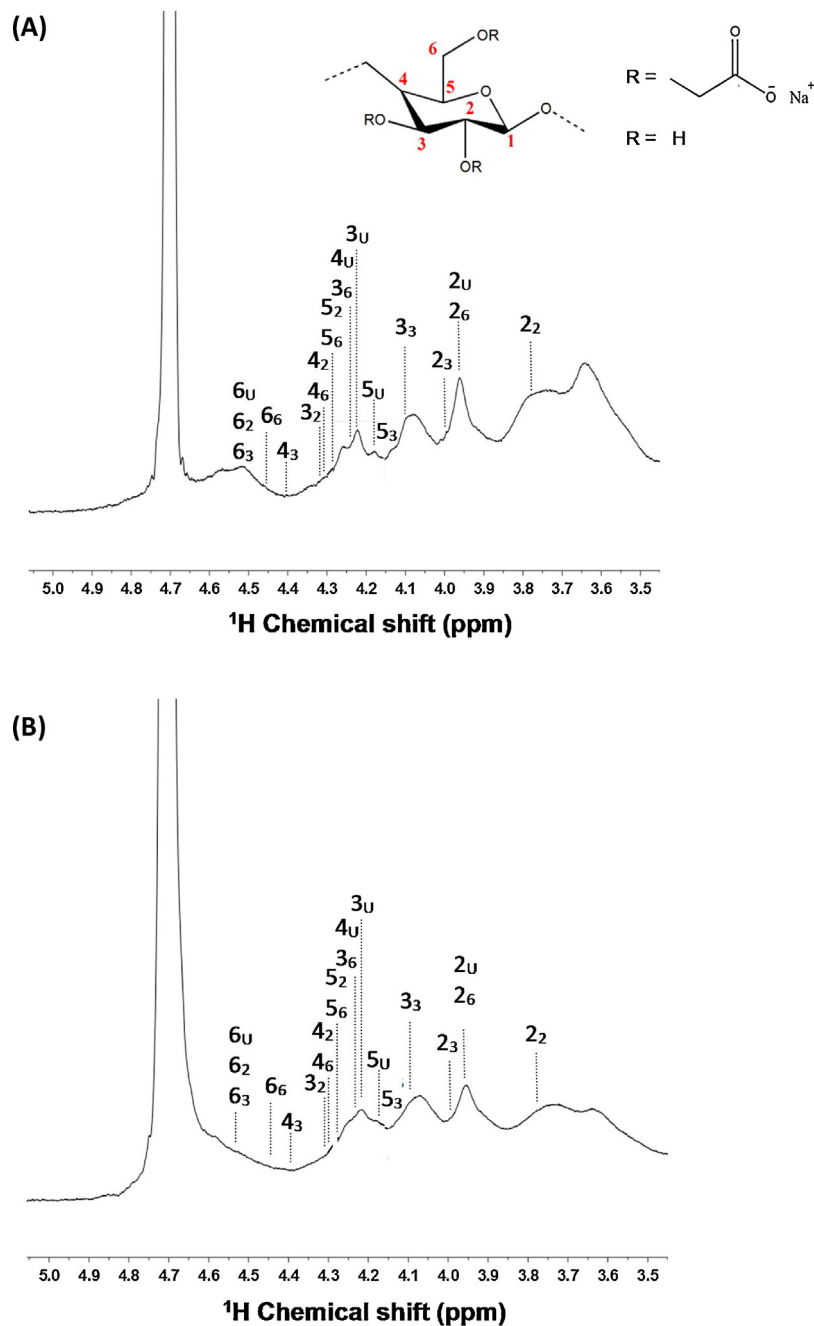 (A)
OR
6
4
5
O
2
O
RO
3
1
OR
R =
O
O⁻ Na⁺
R = H
3U
4U
36
52
56
42
46
32
6U
62
63
66
43
5U
53
33
23
2U
26
22
5.0 4.9 4.8 4.7 4.6 4.5 4.4 4.3 4.2 4.1 4.0 3.9 3.8 3.7 3.6 3.5
¹H Chemical shift (ppm)
(B)
3U
4U
36
52
56
42
46
32
6U
62
63
66
43
5U
53
33
23
2U
26
22
5.0 4.9 4.8 4.7 4.6 4.5 4.4 4.3 4.2 4.1 4.0 3.9 3.8 3.7 3.6 3.5
¹H Chemical shift (ppm)